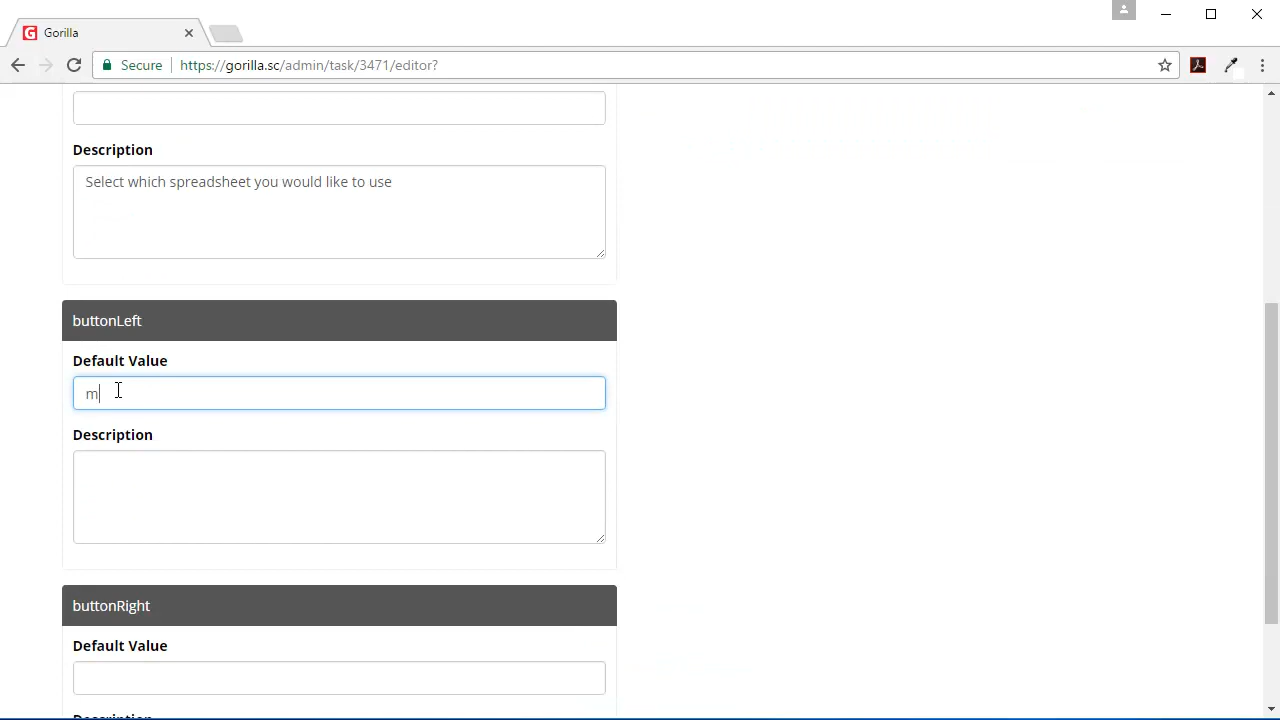 Gorilla
Secure
https://gorilla.sc/admin/task/3471/editor?
Description
Select which spreadsheet you would like to use
buttonLeft
Default Value
m
Description
buttonRight
Default Value
Description